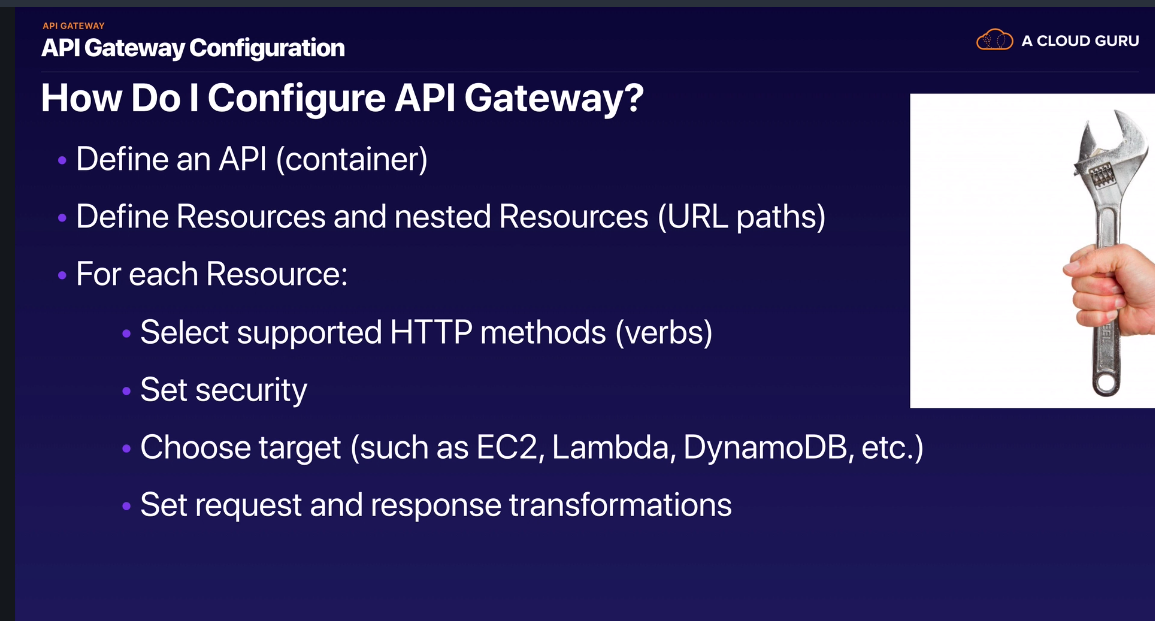 API GATEWAY
API Gateway Configuration
A CLOUD GURU
How Do I Configure API Gateway?
• Define an API (container)
• Define Resources and nested Resources (URL paths)
• For each Resource:
• Select supported HTTP methods (verbs)
• Set security
• Choose target (such as EC2, Lambda, DynamoDB, etc.)
• Set request and response transformations